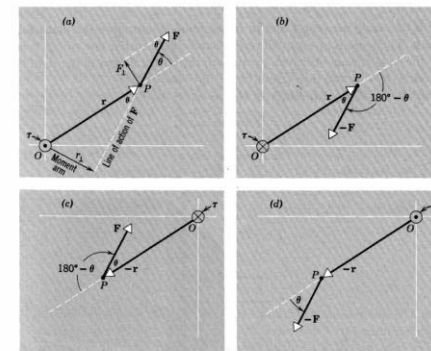 (a)
F
θ
F⊥
θ
P
r
θ
τ
O
r⊥
Moment
arm
Line of action of F
(b)
P
θ
180° − θ
r
−F
τ
O
(c)
τ
O
F
180° − θ
θ
P
−r
(d)
O
P
−r
θ
−F